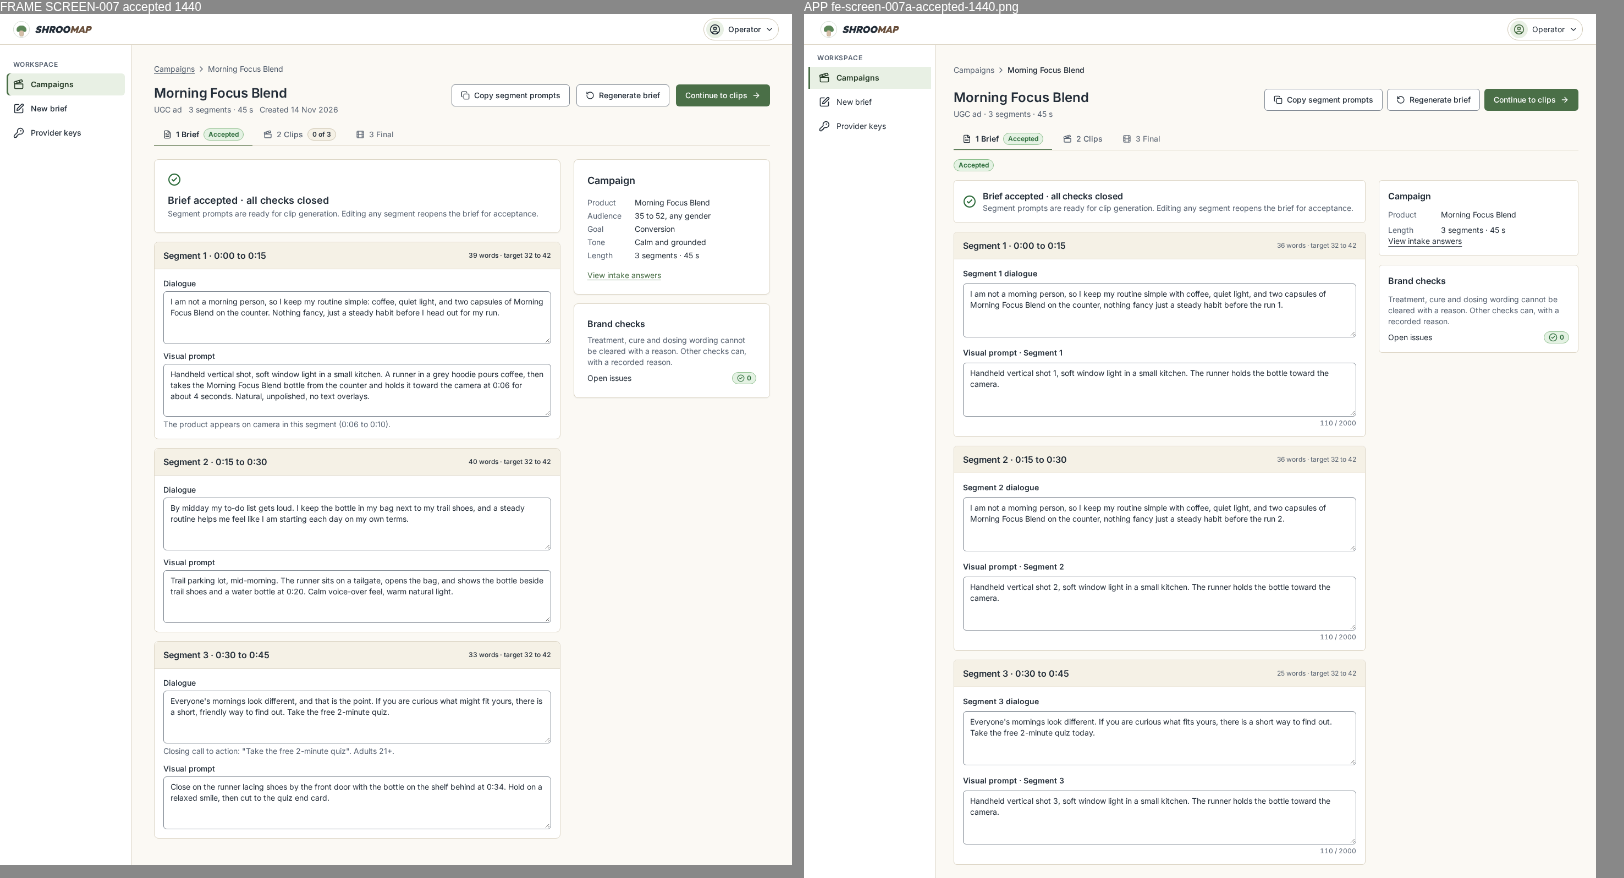 FRAME SCREEN-007 accepted 1440
SHROOMAP
Operator
WORKSPACE
Campaigns
New brief
Provider keys
Campaigns > Morning Focus Blend
Morning Focus Blend
UGC ad 3 segments · 45 s Created 14 Nov 2026
Copy segment prompts
Regenerate brief
Continue to clips →
1 Brief Accepted
2 Clips 0 of 3
3 Final
Brief accepted · all checks closed
Segment prompts are ready for clip generation. Editing any segment reopens the brief for acceptance.
Segment 1 · 0:00 to 0:15
39 words · target 32 to 42
Dialogue
I am not a morning person, so I keep my routine simple: coffee, quiet light, and two capsules of Morning
Focus Blend on the counter. Nothing fancy, just a steady habit before I head out for my run.
Visual prompt
Handheld vertical shot, soft window light in a small kitchen. A runner in a grey hoodie pours coffee, then
takes the Morning Focus Blend bottle from the counter and holds it toward the camera at 0:06 for
about 4 seconds. Natural, unpolished, no text overlays.
The product appears on camera in this segment (0:06 to 0:10).
Segment 2 · 0:15 to 0:30
40 words · target 32 to 42
Dialogue
By midday my to-do list gets loud. I keep the bottle in my bag next to my trail shoes, and a steady
routine helps me feel like I am starting each day on my own terms.
Visual prompt
Trail parking lot, mid-morning. The runner sits on a tailgate, opens the bag, and shows the bottle beside
trail shoes and a water bottle at 0:20. Calm voice-over feel, warm natural light.
Segment 3 · 0:30 to 0:45
33 words · target 32 to 42
Dialogue
Everyone's mornings look different, and that is the point. If you are curious what might fit yours, there is
a short, friendly way to find out. Take the free 2-minute quiz.
Closing call to action: "Take the free 2-minute quiz". Adults 21+.
Visual prompt
Close on the runner lacing shoes by the front door with the bottle on the shelf behind at 0:34. Hold on a
relaxed smile, then cut to the quiz end card.
Campaign
Product Morning Focus Blend
Audience 35 to 52, any gender
Goal Conversion
Tone Calm and grounded
Length 3 segments · 45 s
View intake answers
Brand checks
Treatment, cure and dosing wording cannot
be cleared with a reason. Other checks can,
with a recorded reason.
Open issues 0
APP fe-screen-007a-accepted-1440.png
SHROOMAP
Operator
WORKSPACE
Campaigns
New brief
Provider keys
Campaigns > Morning Focus Blend
Morning Focus Blend
UGC ad · 3 segments · 45 s
Copy segment prompts
Regenerate brief
Continue to clips →
1 Brief Accepted
2 Clips
3 Final
Accepted
Brief accepted · all checks closed
Segment prompts are ready for clip generation. Editing any segment reopens the brief for acceptance.
Segment 1 · 0:00 to 0:15
36 words · target 32 to 42
Segment 1 dialogue
I am not a morning person, so I keep my routine simple with coffee, quiet light, and two capsules of
Morning Focus Blend on the counter, nothing fancy just a steady habit before the run 1.
Visual prompt · Segment 1
Handheld vertical shot 1, soft window light in a small kitchen. The runner holds the bottle toward the
camera.
110 / 2000
Segment 2 · 0:15 to 0:30
36 words · target 32 to 42
Segment 2 dialogue
I am not a morning person, so I keep my routine simple with coffee, quiet light, and two capsules of
Morning Focus Blend on the counter, nothing fancy just a steady habit before the run 2.
Visual prompt · Segment 2
Handheld vertical shot 2, soft window light in a small kitchen. The runner holds the bottle toward the
camera.
110 / 2000
Segment 3 · 0:30 to 0:45
25 words · target 32 to 42
Segment 3 dialogue
Everyone's mornings look different. If you are curious what fits yours, there is a short way to find out.
Take the free 2-minute quiz today.
Visual prompt · Segment 3
Handheld vertical shot 3, soft window light in a small kitchen. The runner holds the bottle toward the
camera.
110 / 2000
Campaign
Product Morning Focus Blend
Length 3 segments · 45 s
View intake answers
Brand checks
Treatment, cure and dosing wording cannot be
cleared with a reason. Other checks can, with a
recorded reason.
Open issues 0